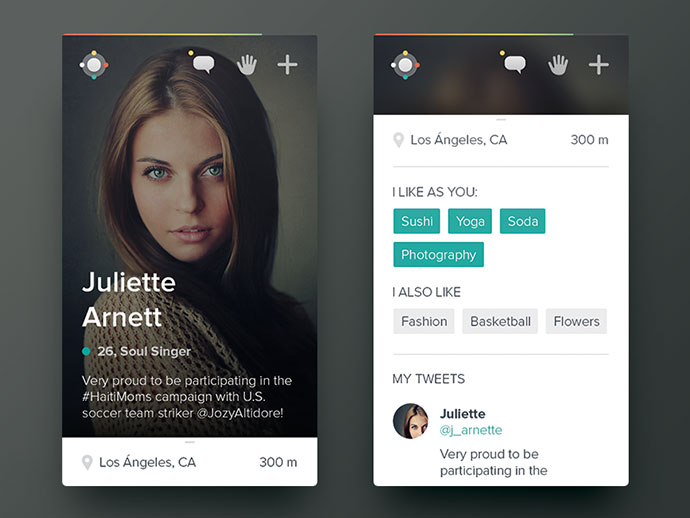 Juliette
Arnett
26, Soul Singer
Very proud to be participating in the
#HaitiMoms campaign with U.S.
soccer team striker @JozyAltidore!
Los Ángeles, CA 300 m
Los Ángeles, CA 300 m
I LIKE AS YOU:
Sushi Yoga Soda
Photography
I ALSO LIKE
Fashion Basketball Flowers
MY TWEETS
Juliette
@j_arnette
Very proud to be
participating in the